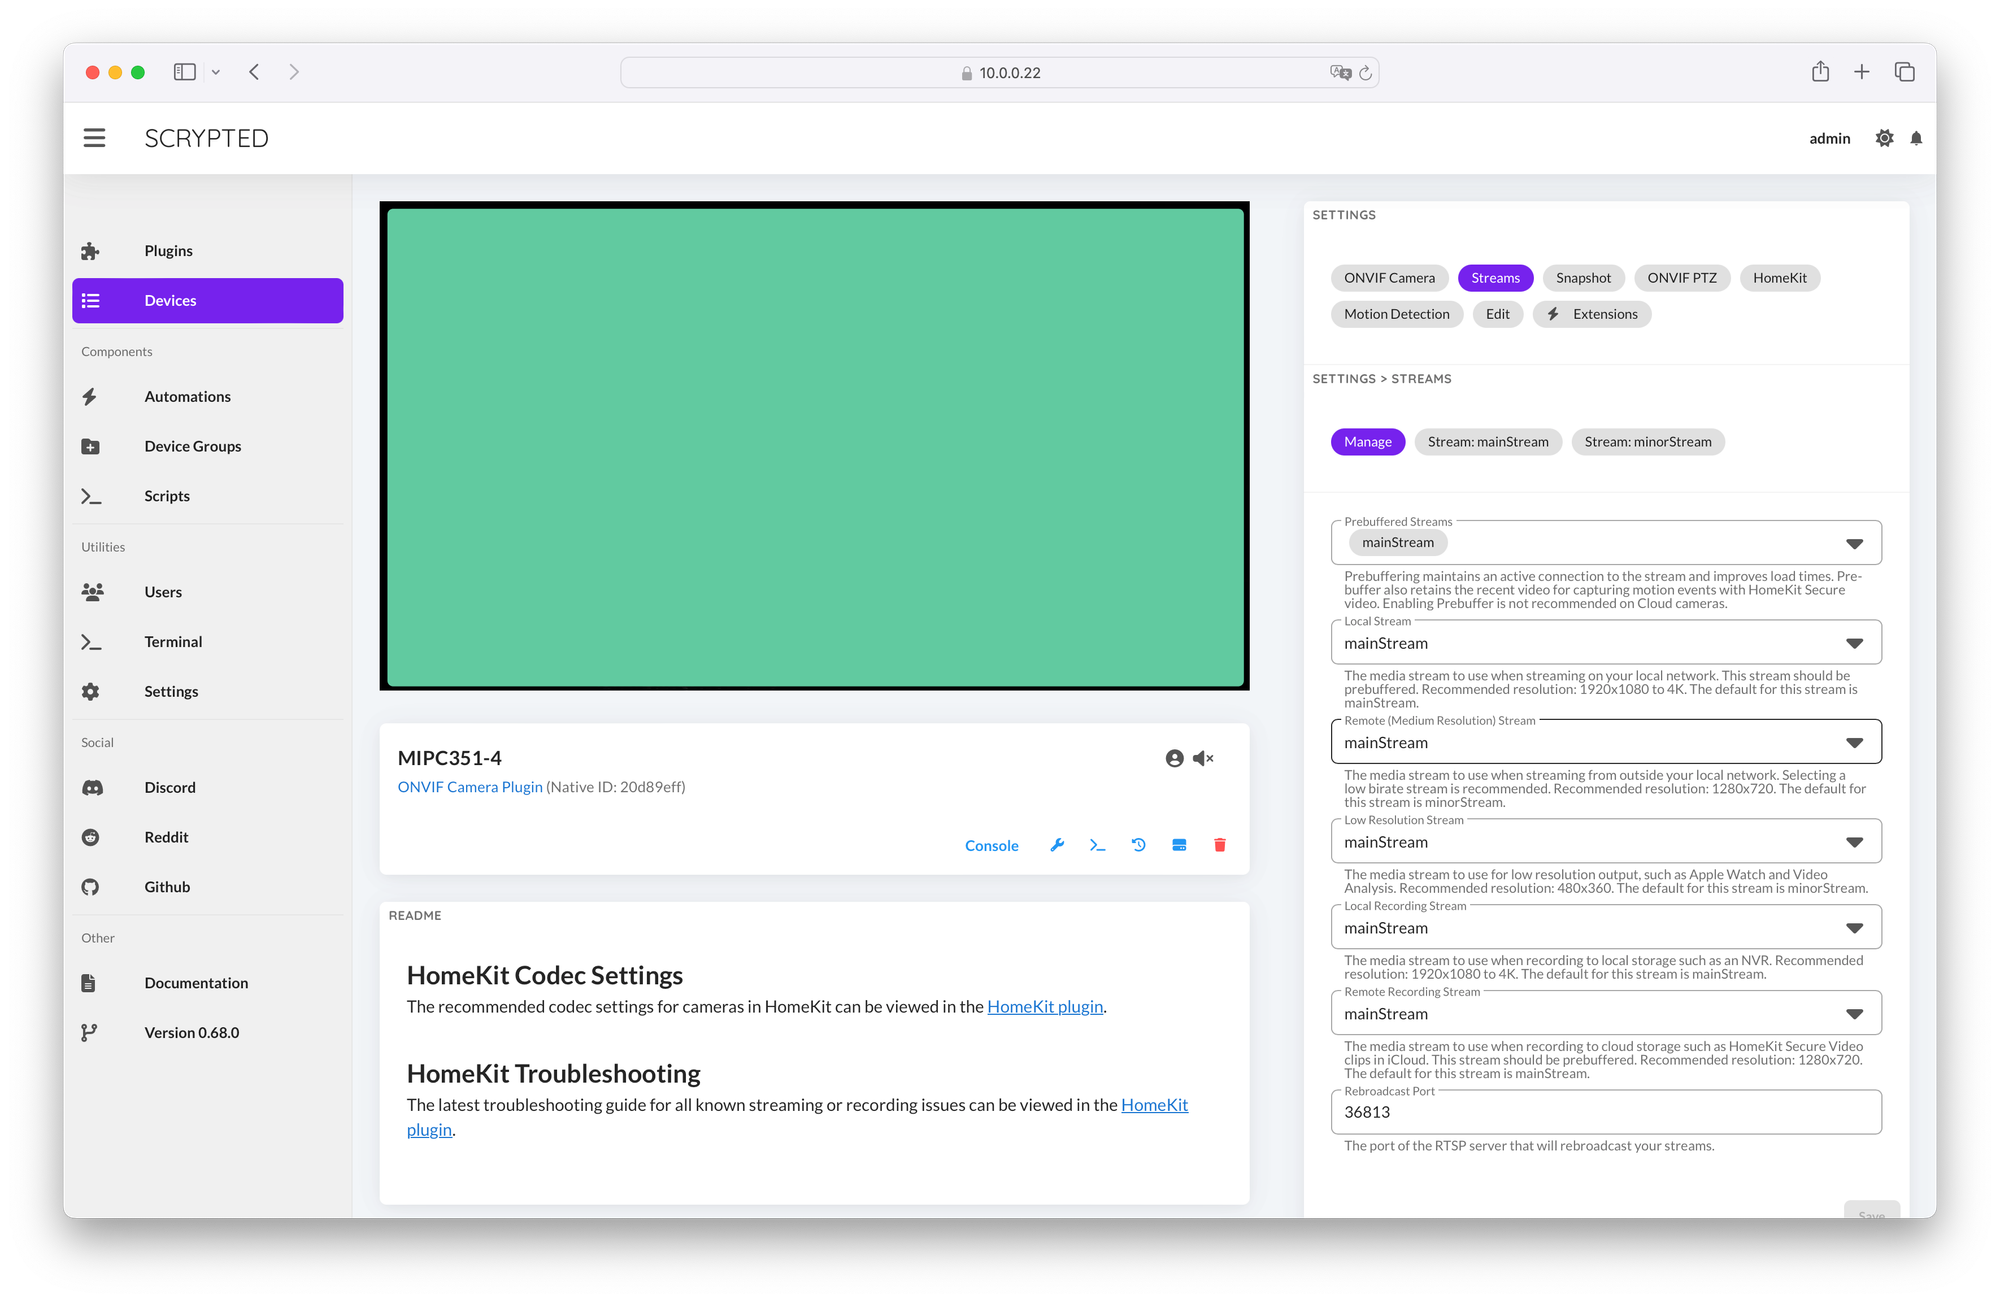 10.0.0.22
SCRYPTED
admin
Plugins
Devices
Components
Automations
Device Groups
Scripts
Utilities
Users
Terminal
Settings
Social
Discord
Reddit
Github
Other
Documentation
Version 0.68.0
MIPC351-4
ONVIF Camera Plugin (Native ID: 20d89eff)
Console
README
HomeKit Codec Settings
The recommended codec settings for cameras in HomeKit can be viewed in the HomeKit plugin.
HomeKit Troubleshooting
The latest troubleshooting guide for all known streaming or recording issues can be viewed in the HomeKit
plugin.
SETTINGS
ONVIF Camera Streams Snapshot ONVIF PTZ HomeKit
Motion Detection Edit Extensions
SETTINGS > STREAMS
Manage Stream: mainStream Stream: minorStream
Prebuffered Streams
mainStream
Prebuffering maintains an active connection to the stream and improves load times. Pre-
buffer also retains the recent video for capturing motion events with HomeKit Secure
video. Enabling Prebuffer is not recommended on Cloud cameras.
Local Stream
mainStream
The media stream to use when streaming on your local network. This stream should be
prebuffered. Recommended resolution: 1920x1080 to 4K. The default for this stream is
mainStream.
Remote (Medium Resolution) Stream
mainStream
The media stream to use when streaming from outside your local network. Selecting a
low birate stream is recommended. Recommended resolution: 1280x720. The default for
this stream is minorStream.
Low Resolution Stream
mainStream
The media stream to use for low resolution output, such as Apple Watch and Video
Analysis. Recommended resolution: 480x360. The default for this stream is minorStream.
Local Recording Stream
mainStream
The media stream to use when recording to local storage such as an NVR. Recommended
resolution: 1920x1080 to 4K. The default for this stream is mainStream.
Remote Recording Stream
mainStream
The media stream to use when recording to cloud storage such as HomeKit Secure Video
clips in iCloud. This stream should be prebuffered. Recommended resolution: 1280x720.
The default for this stream is mainStream.
Rebroadcast Port
36813
The port of the RTSP server that will rebroadcast your streams.
Save